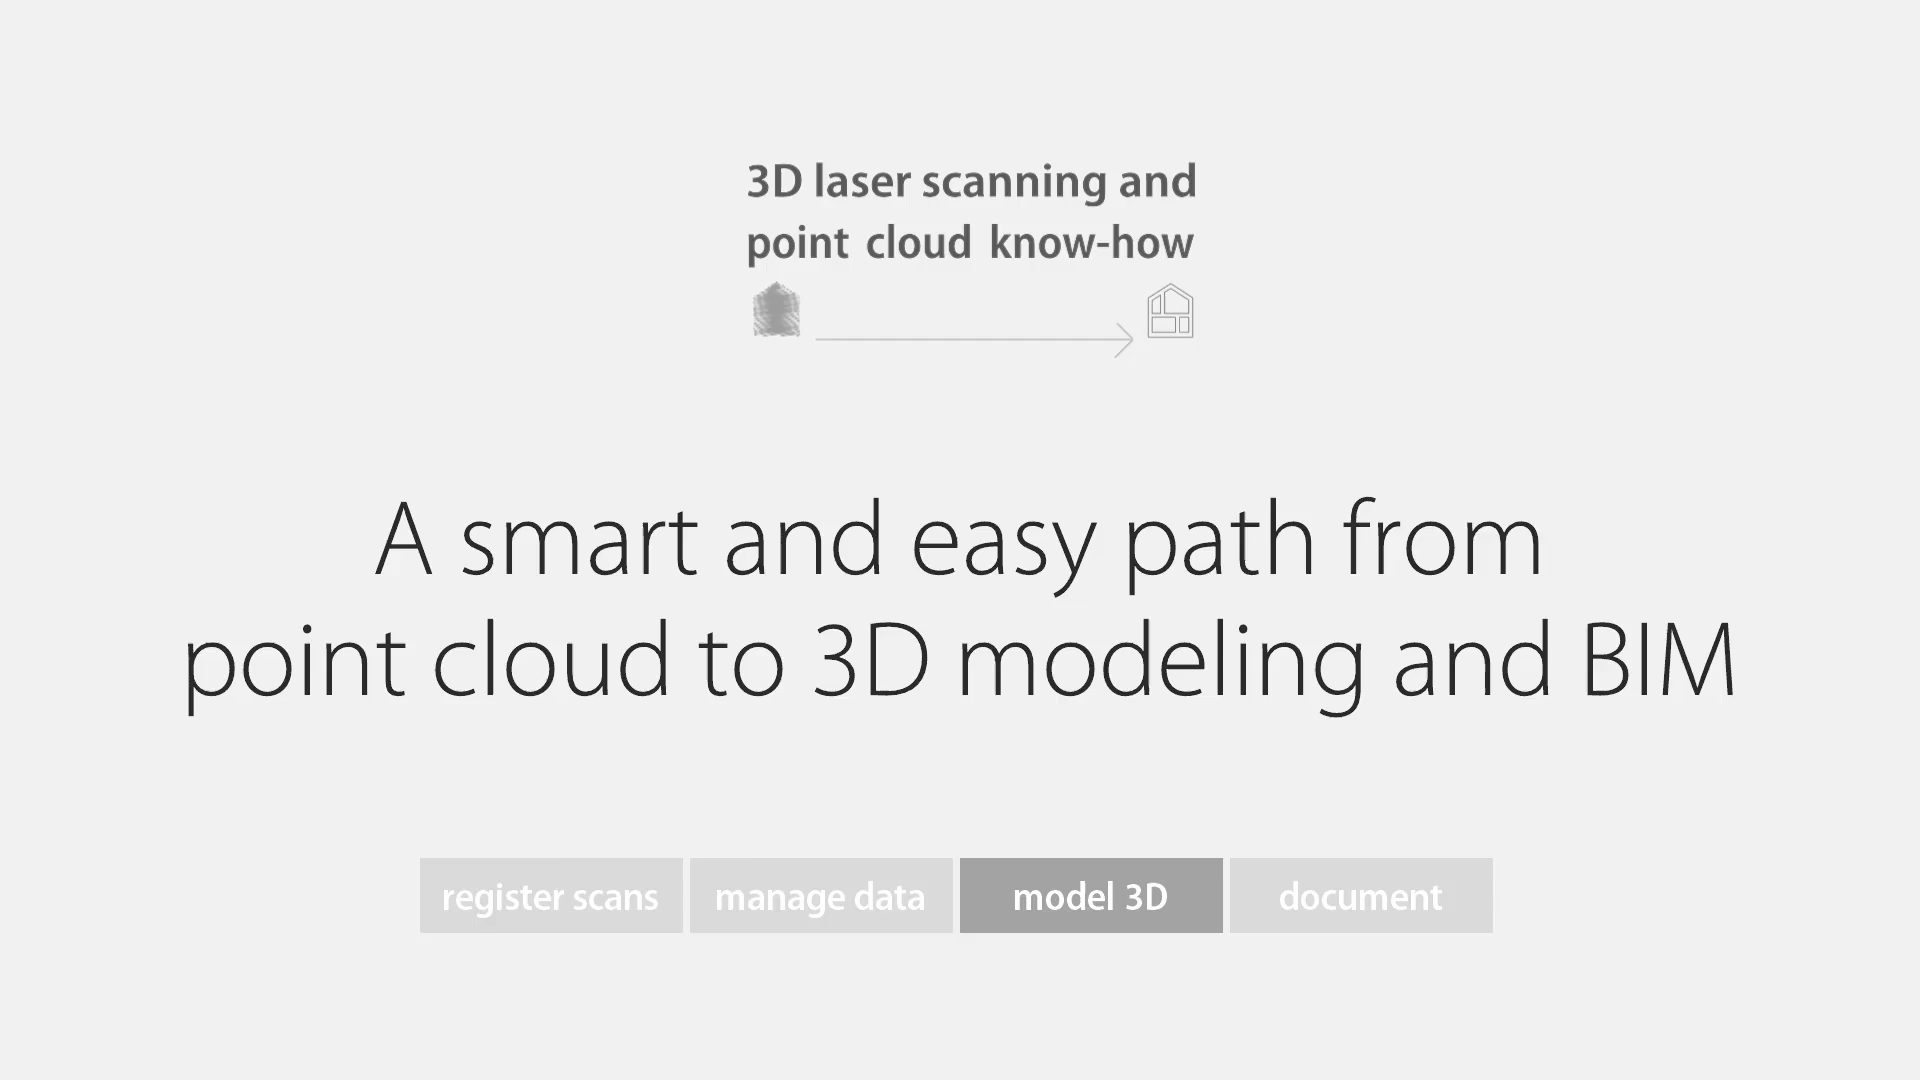 3D laser scanning and
point cloud know-how
A smart and easy path from
point cloud to 3D modeling and BIM
register scans
manage data
model 3D
document